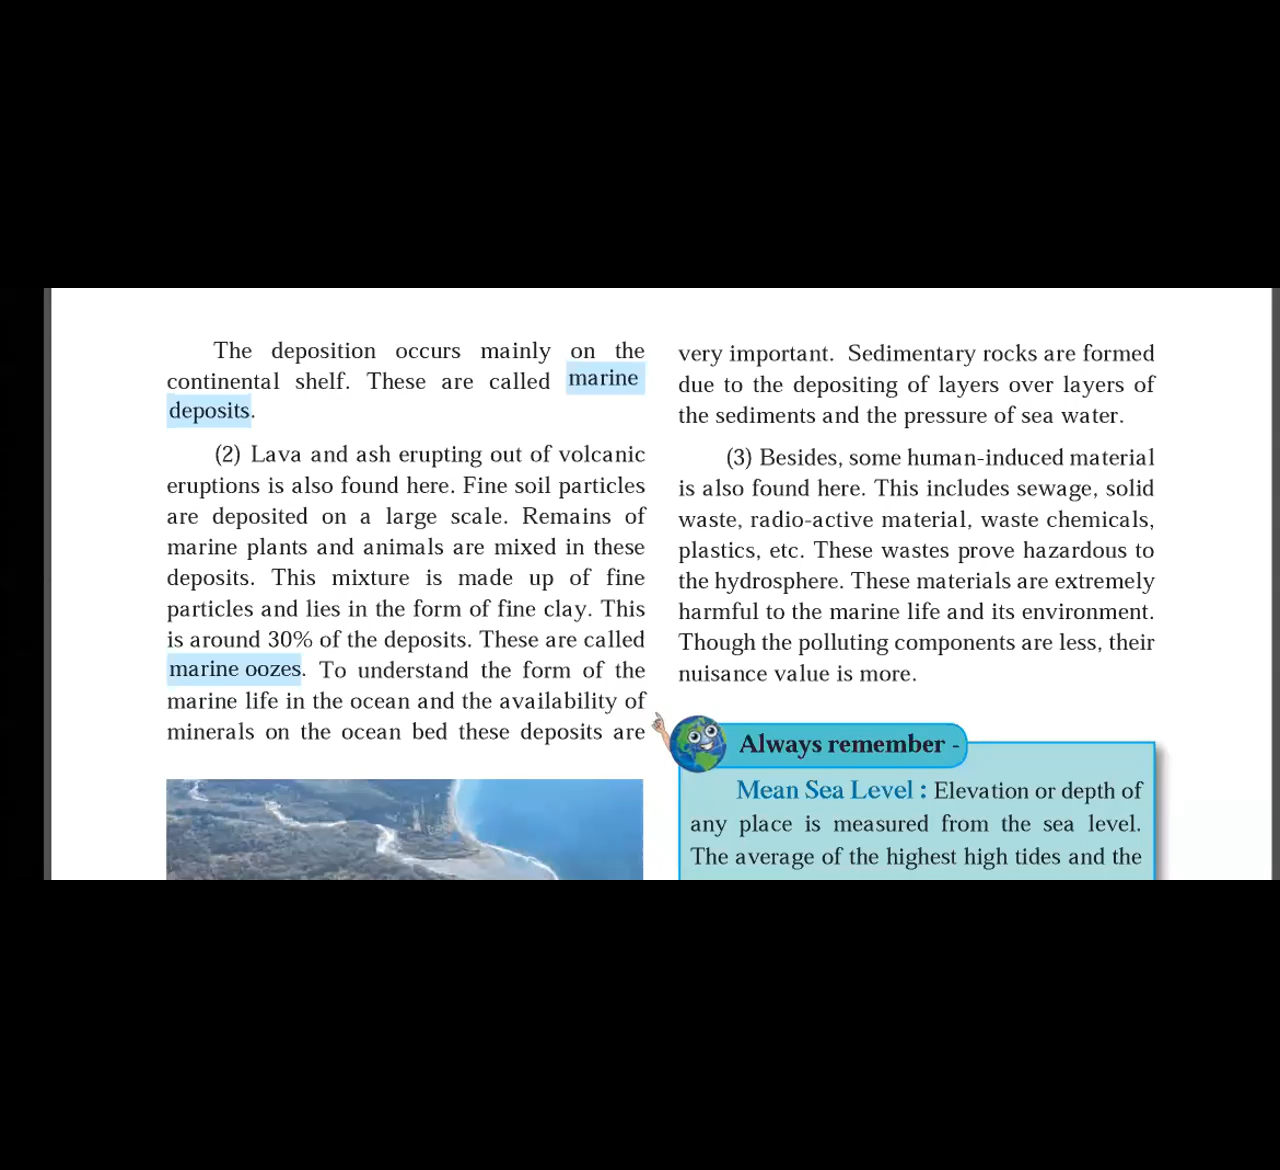 The deposition occurs mainly on the
continental shelf. These are called marine
deposits.
(2) Lava and ash erupting out of volcanic
eruptions is also found here. Fine soil particles
are deposited on a large scale. Remains of
marine plants and animals are mixed in these
deposits. This mixture is made up of fine
particles and lies in the form of fine clay. This
is around 30% of the deposits. These are called
marine oozes. To understand the form of the
marine life in the ocean and the availability of
minerals on the ocean bed these deposits are
very important. Sedimentary rocks are formed
due to the depositing of layers over layers of
the sediments and the pressure of sea water.
(3) Besides, some human-induced material
is also found here. This includes sewage, solid
waste, radio-active material, waste chemicals,
plastics, etc. These wastes prove hazardous to
the hydrosphere. These materials are extremely
harmful to the marine life and its environment.
Though the polluting components are less, their
nuisance value is more.
Always remember -
Mean Sea Level : Elevation or depth of
any place is measured from the sea level.
The average of the highest high tides and the